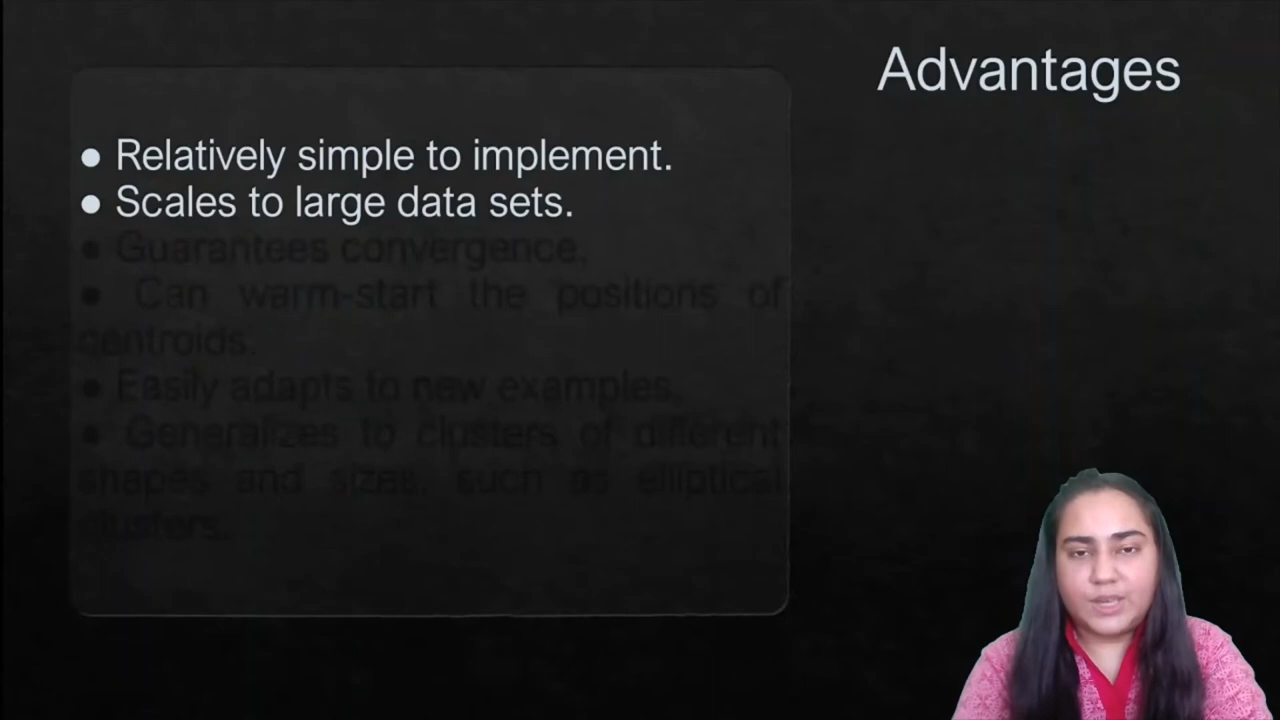 Advantages
● Relatively simple to implement.
● Scales to large data sets.
● Guarantees convergence.
● Can warm-start the positions of
centroids.
● Easily adapts to new examples.
● Generalizes to clusters of different
shapes and sizes, such as elliptical
clusters.